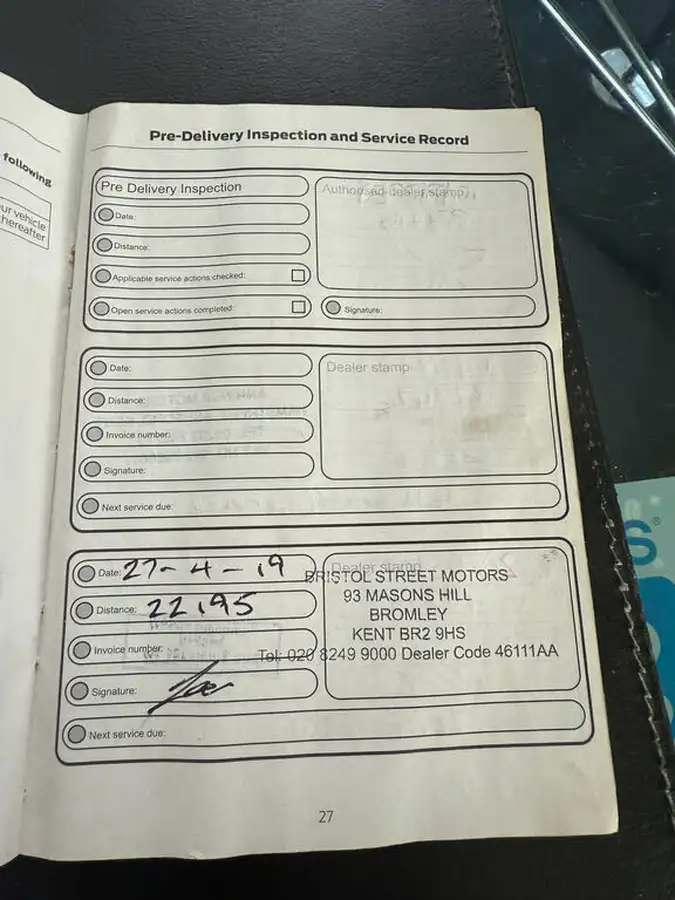 following
ur vehicle
hereafter
Pre-Delivery Inspection and Service Record
Pre Delivery Inspection
Authorised dealer stamp
Date:
Distance:
Applicable service actions checked:
Open service actions completed:
Signature:
Date:
Dealer stamp
Distance:
Invoice number:
Signature:
Next service due:
Date: 27-4-19
Dealer stamp
BRISTOL STREET MOTORS
93 MASONS HILL
BROMLEY
KENT BR2 9HS
Tel: 020 8249 9000 Dealer Code 46111AA
Distance: 22195
Invoice number:
Signature:
Next service due:
27
S®